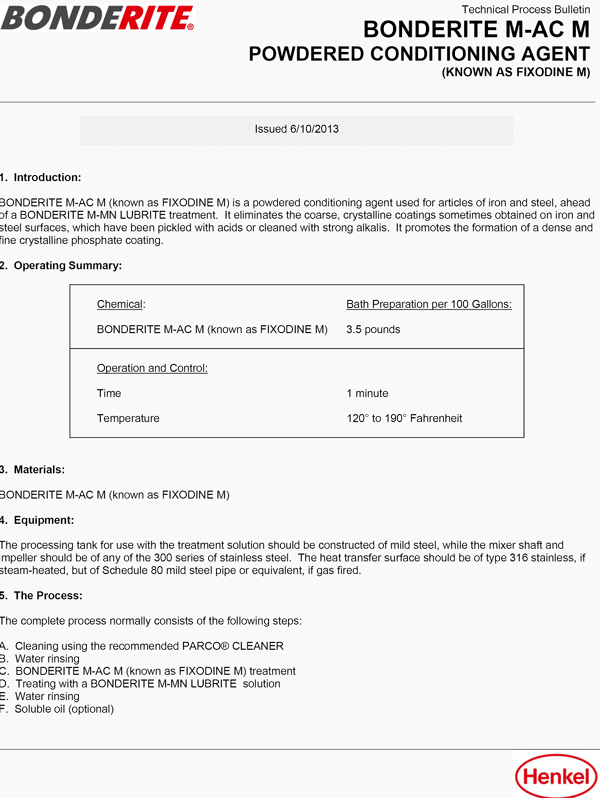 BONDERITE®
Technical Process Bulletin
BONDERITE M-AC M
POWDERED CONDITIONING AGENT
(KNOWN AS FIXODINE M)
Issued 6/10/2013
1. Introduction:
BONDERITE M-AC M (known as FIXODINE M) is a powdered conditioning agent used for articles of iron and steel, ahead
of a BONDERITE M-MN LUBRITE treatment. It eliminates the coarse, crystalline coatings sometimes obtained on iron and
steel surfaces, which have been pickled with acids or cleaned with strong alkalis. It promotes the formation of a dense and
fine crystalline phosphate coating.
2. Operating Summary:
Chemical: Bath Preparation per 100 Gallons:
BONDERITE M-AC M (known as FIXODINE M) 3.5 pounds
Operation and Control:
Time 1 minute
Temperature 120° to 190° Fahrenheit
3. Materials:
BONDERITE M-AC M (known as FIXODINE M)
4. Equipment:
The processing tank for use with the treatment solution should be constructed of mild steel, while the mixer shaft and
impeller should be of any of the 300 series of stainless steel. The heat transfer surface should be of type 316 stainless, if
steam-heated, but of Schedule 80 mild steel pipe or equivalent, if gas fired.
5. The Process:
The complete process normally consists of the following steps:
A. Cleaning using the recommended PARCO® CLEANER
B. Water rinsing
C. BONDERITE M-AC M (known as FIXODINE M) treatment
D. Treating with a BONDERITE M-MN LUBRITE solution
E. Water rinsing
F. Soluble oil (optional)
Henkel